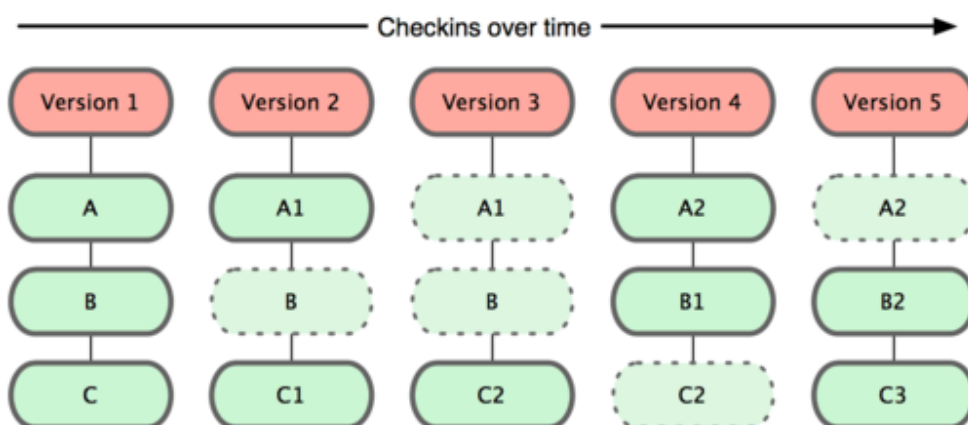 Checkins over time
Version 1 Version 2 Version 3 Version 4 Version 5
A A1 A1 A2 A2
B B B B1 B2
C C1 C2 C2 C3